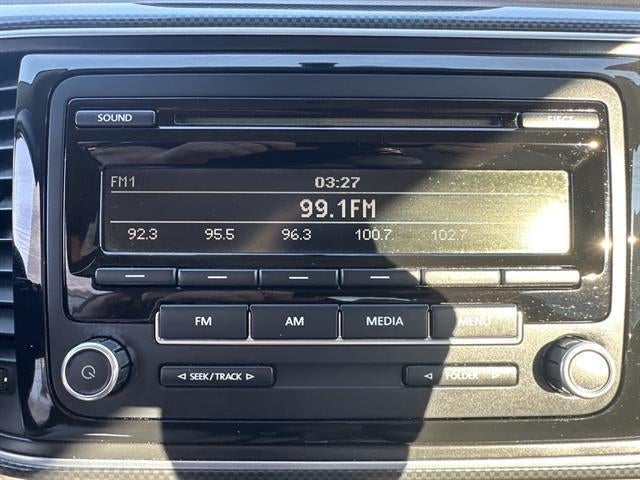 SOUND EJECT
FM1 03:27
99.1FM
92.3 95.5 96.3 100.7 102.7
FM AM MEDIA MENU
◁ SEEK/TRACK ▷ ◁ FOLDER ▷